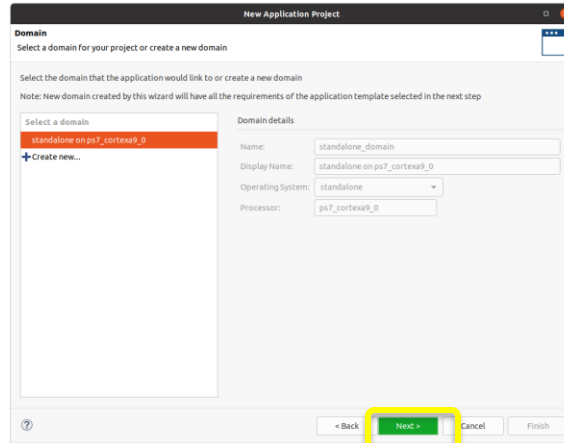 New Application Project
Domain
Select a domain for your project or create a new domain
Select the domain that the application would link to or create a new domain
Note: New domain created by this wizard will have all the requirements of the application template selected in the next step
Select a domain
standalone on ps7_cortexa9_0
Create new...
Domain details
Name: standalone_domain
Display Name: standalone on ps7_cortexa9_0
Operating System: standalone
Processor: ps7_cortexa9_0
? < Back Next > Cancel Finish